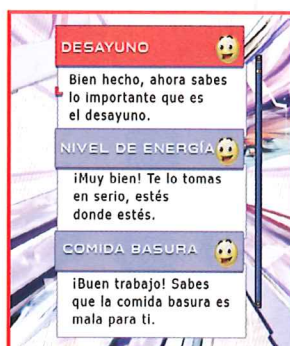 DESAYUNO
Bien hecho, ahora sabes
lo importante que es
el desayuno.
NIVEL DE ENERGÍA
¡Muy bien! Te lo tomas
en serio, estés
donde estés.
COMIDA BASURA
¡Buen trabajo! Sabes
que la comida basura es
mala para ti.